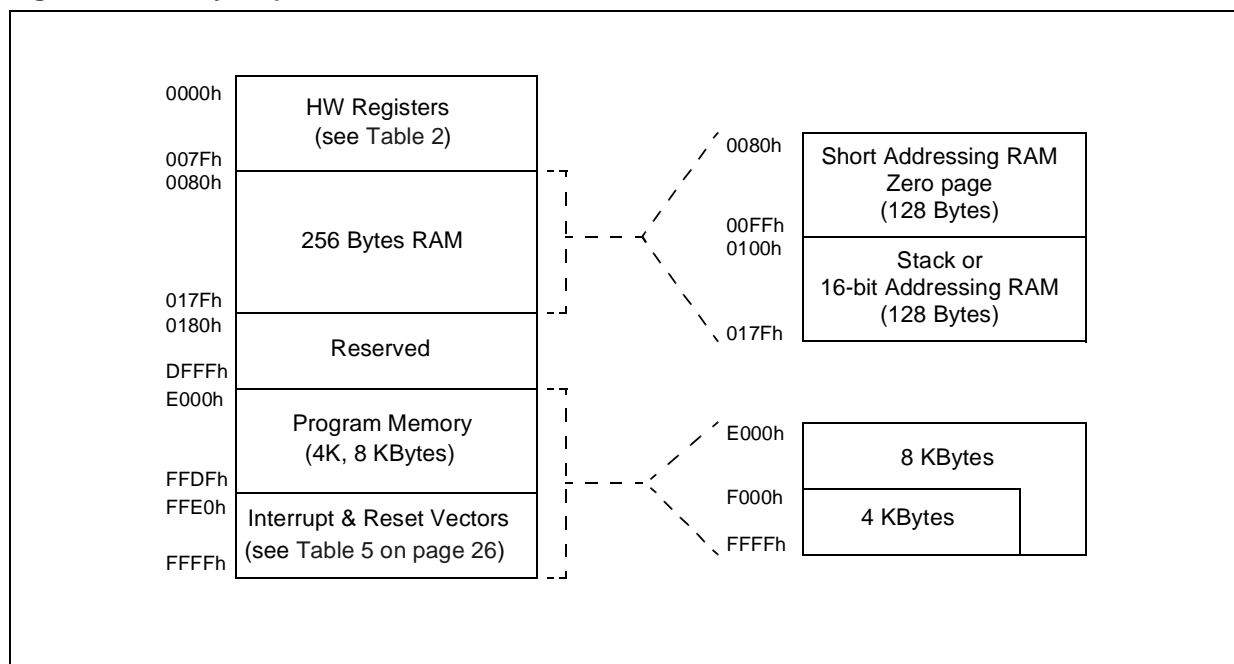 0000h
HW Registers
(see Table 2)
007Fh
0080h
256 Bytes RAM
017Fh
0180h
Reserved
DFFFh
E000h
Program Memory
(4K, 8 KBytes)
FFDFh
FFE0h
Interrupt & Reset Vectors
(see Table 5 on page 26)
FFFFh
0080h
Short Addressing RAM
Zero page
(128 Bytes)
00FFh
0100h
Stack or
16-bit Addressing RAM
(128 Bytes)
017Fh
E000h
8 KBytes
F000h
4 KBytes
FFFFh